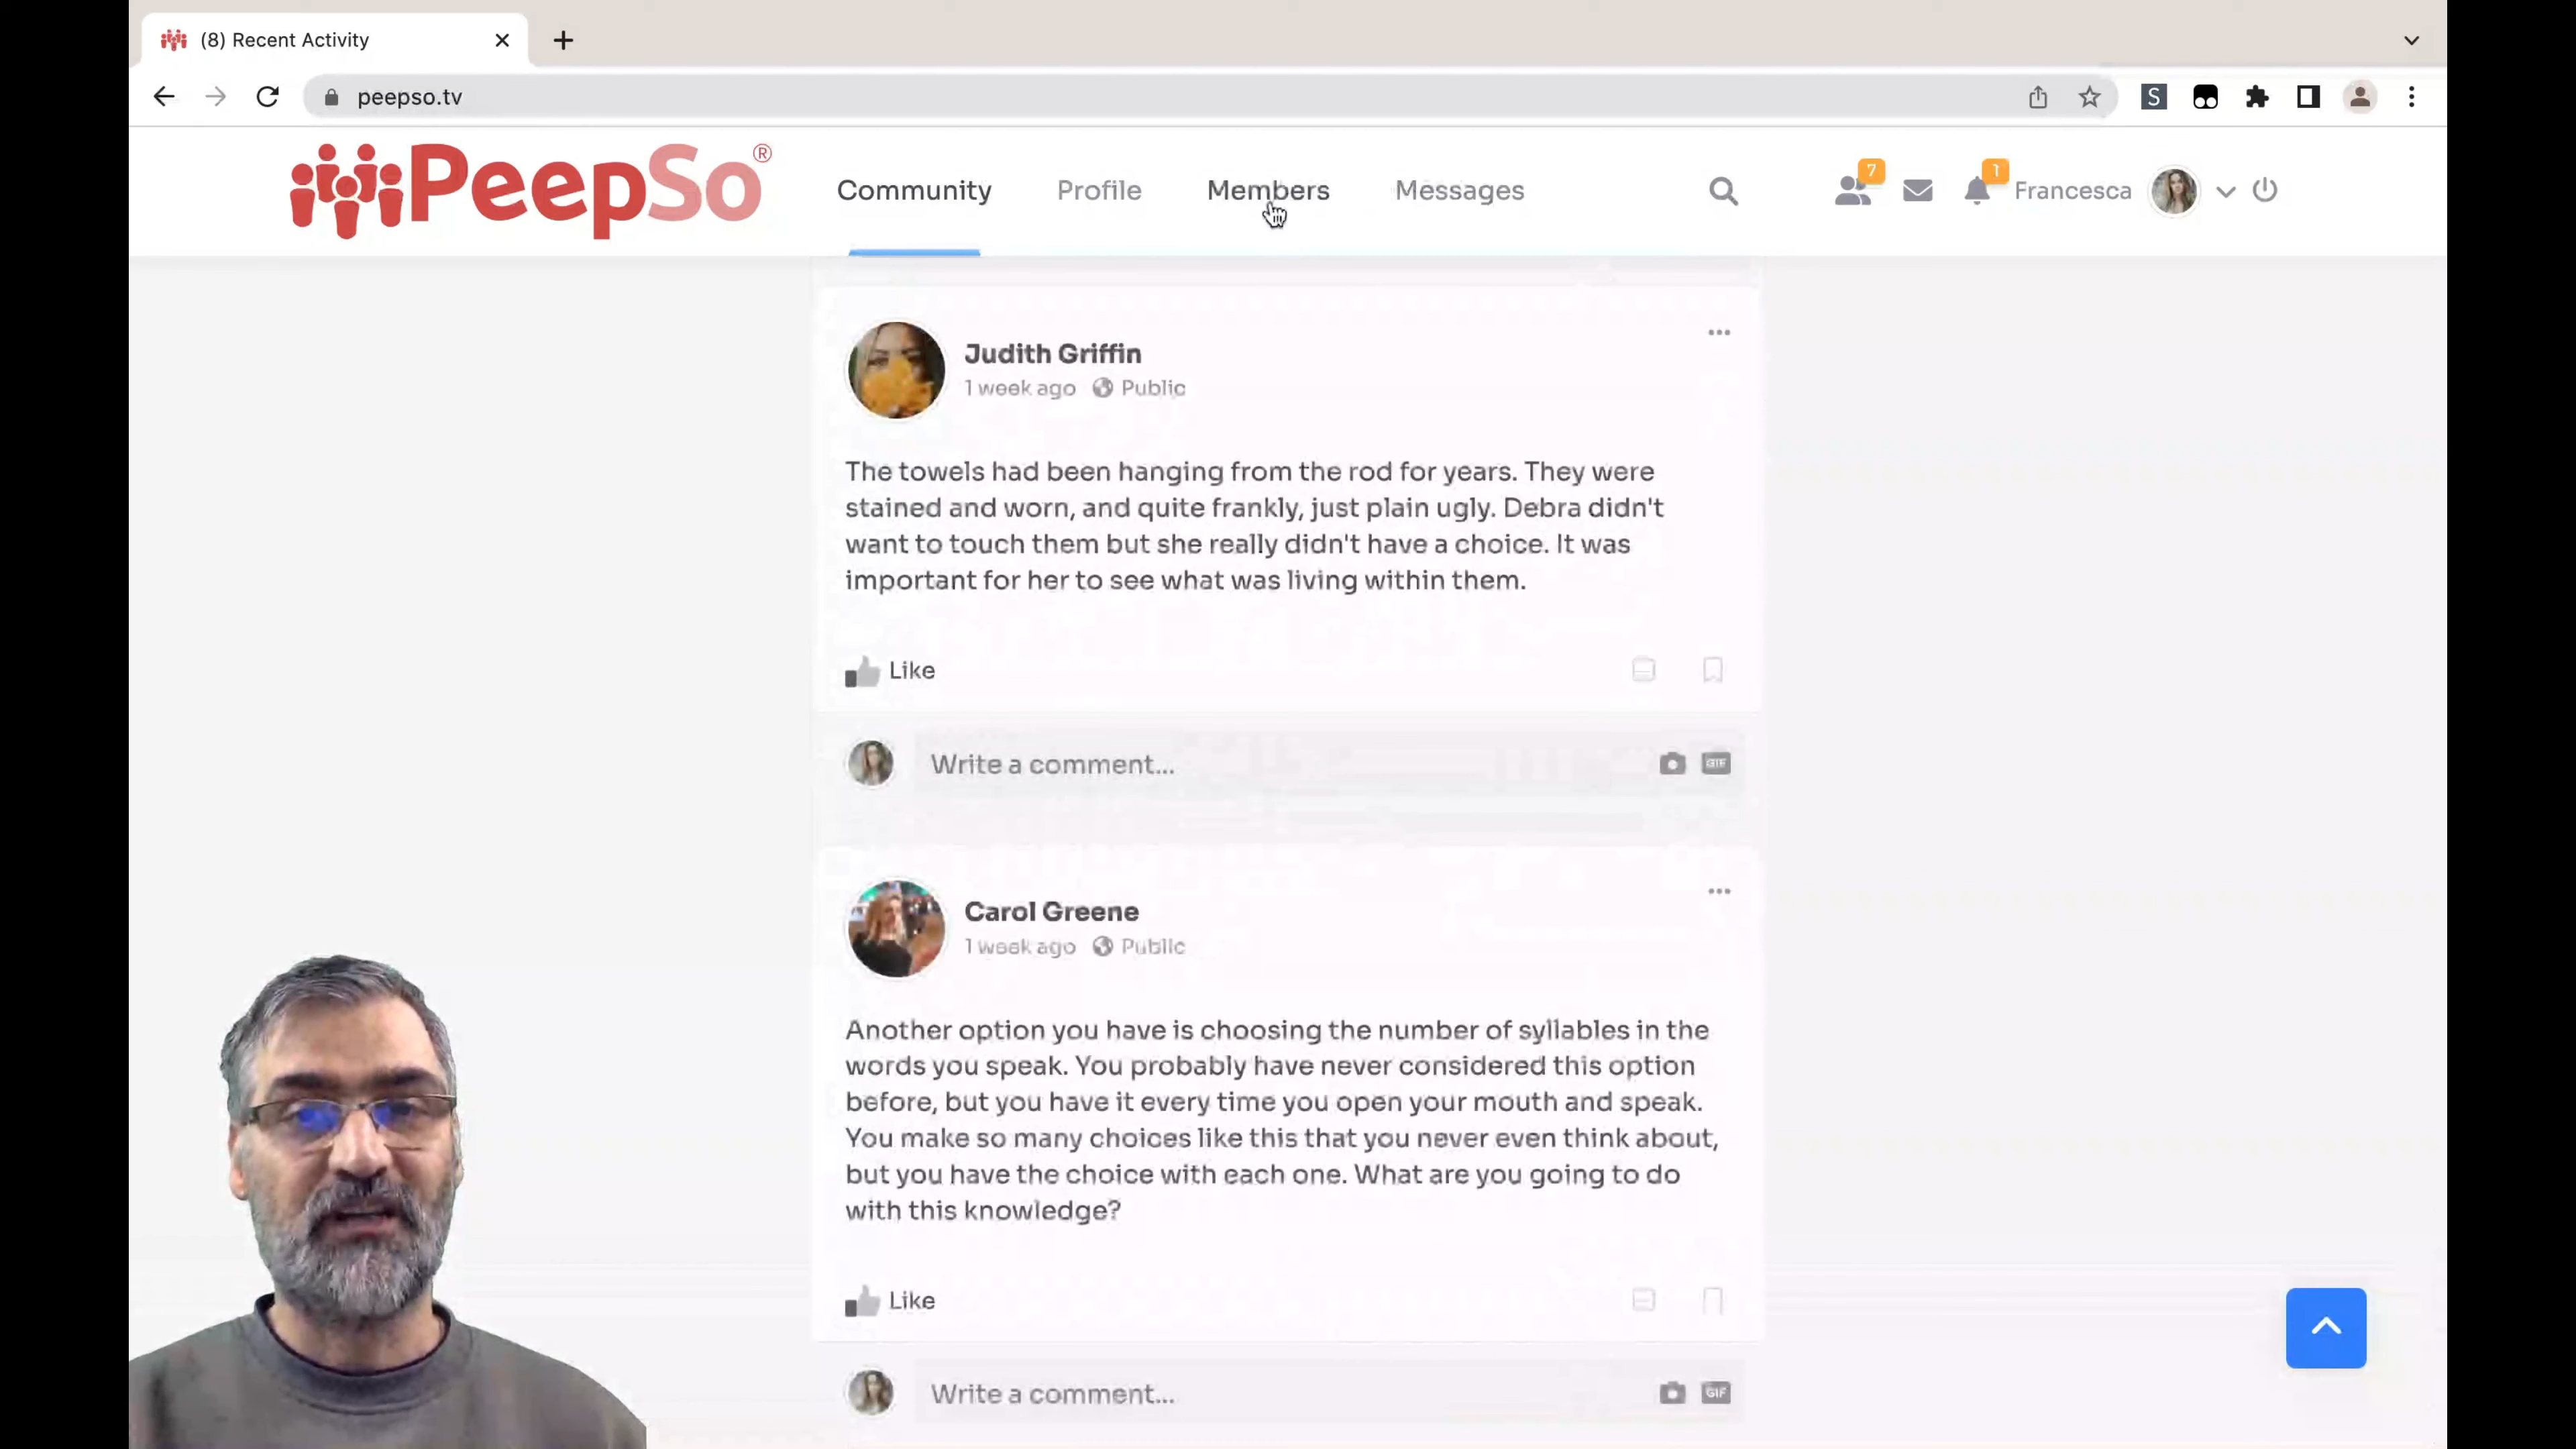 (8) Recent Activity
peepso.tv
S
PeepSo®
Community
Profile
Members
Messages
7
1
Francesca
Judith Griffin
1 week ago Public
The towels had been hanging from the rod for years. They were
stained and worn, and quite frankly, just plain ugly. Debra didn't
want to touch them but she really didn't have a choice. It was
important for her to see what was living within them.
Like
Write a comment...
GIF
Carol Greene
1 week ago Public
Another option you have is choosing the number of syllables in the
words you speak. You probably have never considered this option
before, but you have it every time you open your mouth and speak.
You make so many choices like this that you never even think about,
but you have the choice with each one. What are you going to do
with this knowledge?
Like
Write a comment...
GIF